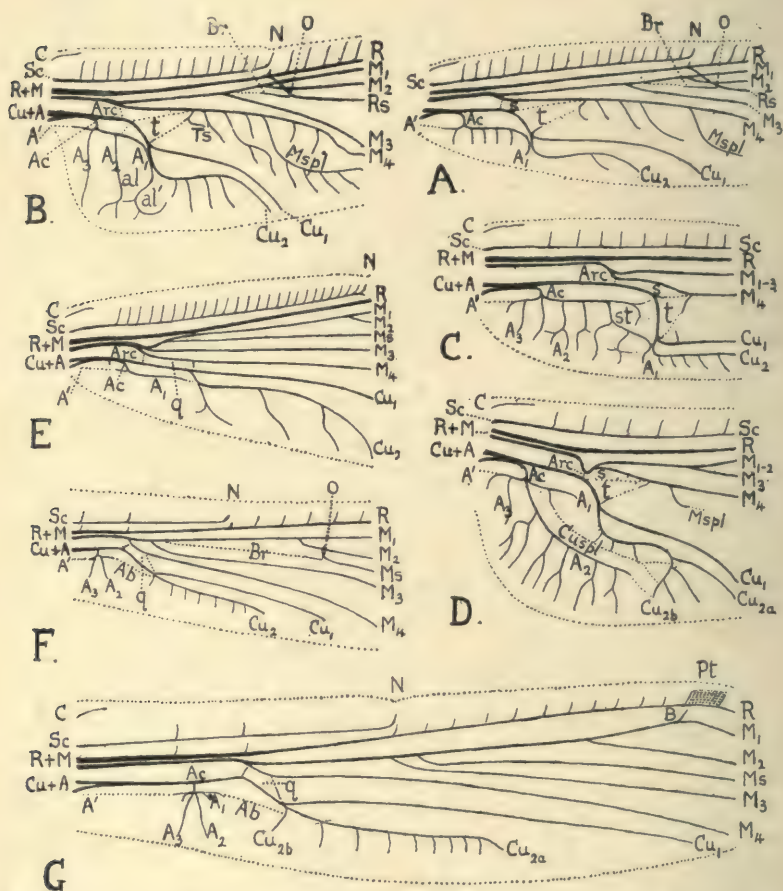 Br N O
C R
Sc M₁
R+M M₂
Cu+A Arc Rs
A' t Ts
Ac A₃ A₂ A₁ Mspl M₃
al M₄
al'
B. Cu₂ Cu₁
Br N O
Sc R
M₁
M₂
R+M s t Rs
Cu+A M₃
A' Ac Mspl M₄
A₁ Cu₂ Cu₁
A.
C
Sc Sc
R+M R
Cu+A Arc M₁₋₃
A' Ac s M₄
st t
A₃ A₂ Cu₁
C. A₁ Cu₂
N
C R
Sc M₁
M₂
R+M Ms
Cu+A Arc M₃
A' Ac A₁ q M₄
Cu₁
E Cu₂
C
Sc Sc
R+M R
Cu+A Arc s M₁₋₂
A' Ac t M₃
A₃ A₁ Mspl M₄
Cuspl
A₂ Cu₁
D. Cu₂b Cu₂a
N O
Sc R
R+M M₁
Cu+A Br M₂
A' Ab Ms
A₃ A₂ q M₃
F. Cu₂ Cu₁ M₄
N Pt
C B R
Sc M₁
R+M M₂
Cu+A Ac q Ms
A' A₁ Ab M₃
A₃ A₂ Cu₂b M₄
G Cu₂a Cu₁